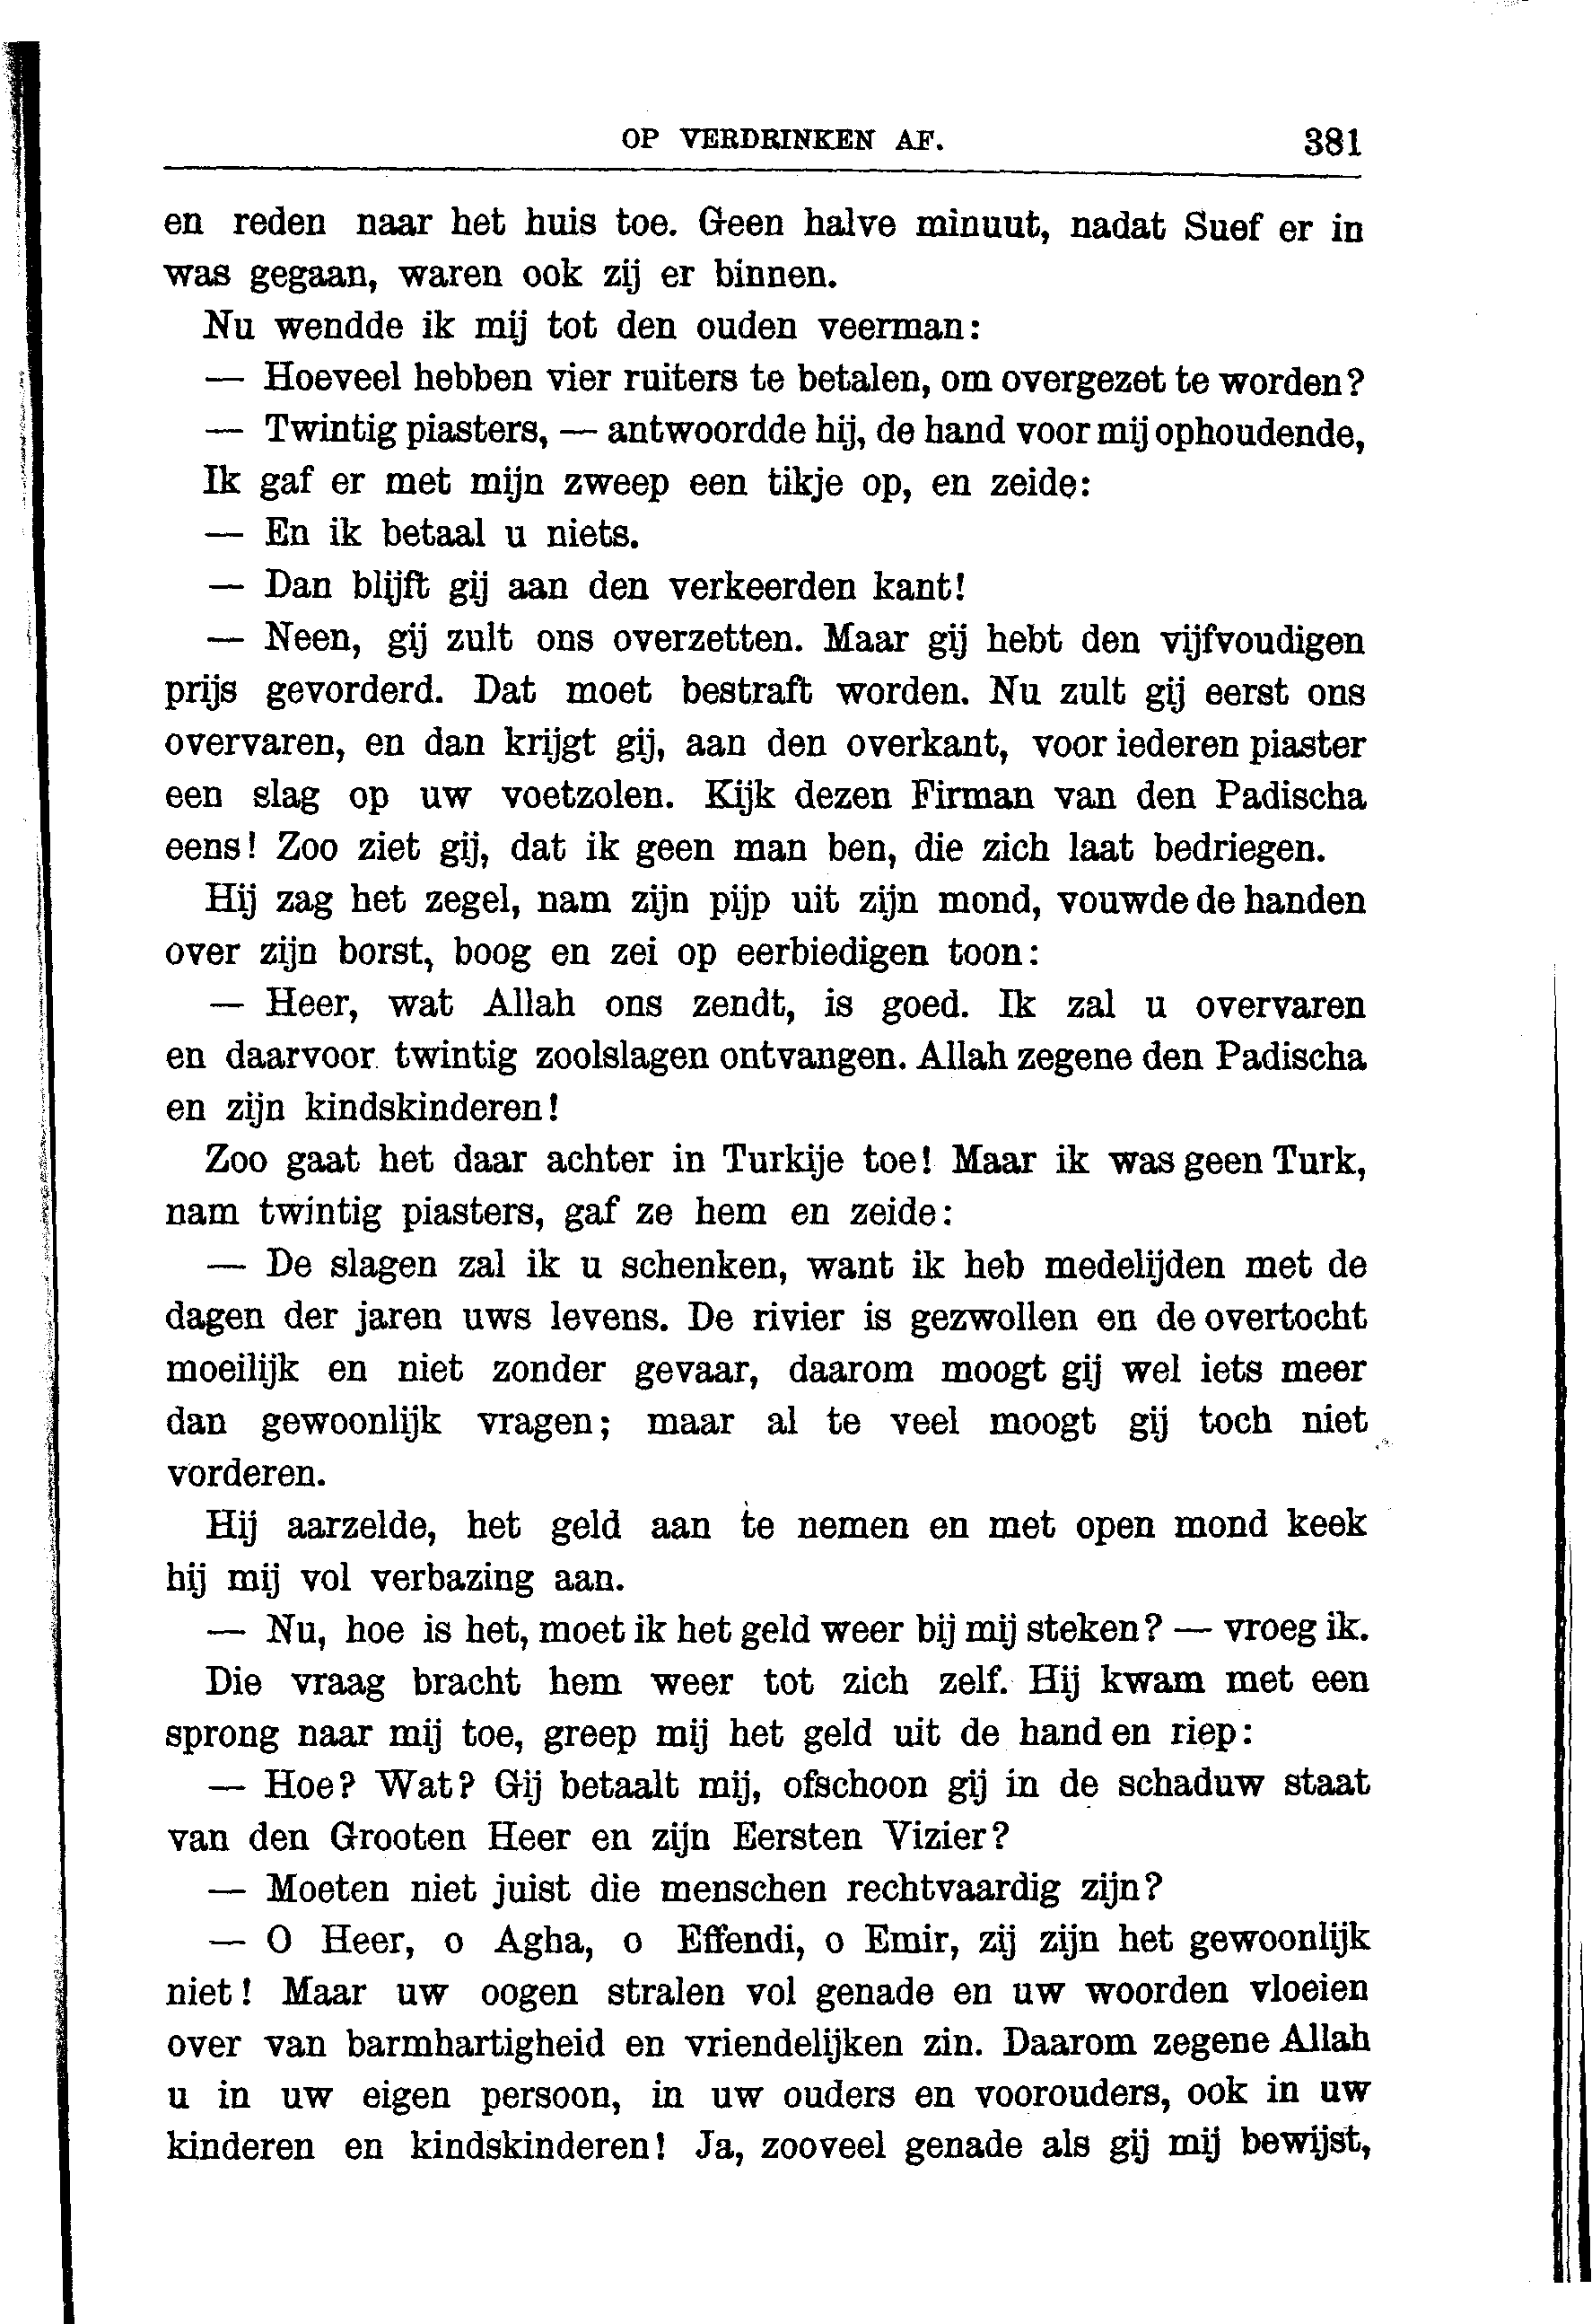 OP VERDRINKEN AF. 381
en reden naar het huis toe. Geen halve minuut, nadat Suef er in
was gegaan, waren ook zij er binnen.
Nu wendde ik mij tot den ouden veerman:
— Hoeveel hebben vier ruiters te betalen, om overgezet te worden?
— Twintig piasters, — antwoordde hij, de hand voor mij ophoudende,
Ik gaf er met mijn zweep een tikje op, en zeide:
— En ik betaal u niets.
— Dan blijft gij aan den verkeerden kant!
— Neen, gij zult ons overzetten. Maar gij hebt den vijfvoudigen
prijs gevorderd. Dat moet bestraft worden. Nu zult gij eerst ons
overvaren, en dan krijgt gij, aan den overkant, voor iederen piaster
een slag op uw voetzolen. Kijk dezen Firman van den Padischa
eens! Zoo ziet gij, dat ik geen man ben, die zich laat bedriegen.
Hij zag het zegel, nam zijn pijp uit zijn mond, vouwde de handen
over zijn borst, boog en zei op eerbiedigen toon:
— Heer, wat Allah ons zendt, is goed. Ik zal u overvaren
en daarvoor twintig zoolslagen ontvangen. Allah zegene den Padischa
en zijn kindskinderen!
Zoo gaat het daar achter in Turkije toe! Maar ik was geen Turk,
nam twintig piasters, gaf ze hem en zeide:
— De slagen zal ik u schenken, want ik heb medelijden met de
dagen der jaren uws levens. De rivier is gezwollen en de overtocht
moeilijk en niet zonder gevaar, daarom moogt gij wel iets meer
dan gewoonlijk vragen; maar al te veel moogt gij toch niet
vorderen.
Hij aarzelde, het geld aan te nemen en met open mond keek
hij mij vol verbazing aan.
— Nu, hoe is het, moet ik het geld weer bij mij steken? — vroeg ik.
Die vraag bracht hem weer tot zich zelf. Hij kwam met een
sprong naar mij toe, greep mij het geld uit de hand en riep:
— Hoe? Wat? Gij betaalt mij, ofschoon gij in de schaduw staat
van den Grooten Heer en zijn Eersten Vizier?
— Moeten niet juist die menschen rechtvaardig zijn?
— O Heer, o Agha, o Effendi, o Emir, zij zijn het gewoonlijk
niet! Maar uw oogen stralen vol genade en uw woorden vloeien
over van barmhartigheid en vriendelijken zin. Daarom zegene Allah
u in uw eigen persoon, in uw ouders en voorouders, ook in uw
kinderen en kindskinderen! Ja, zooveel genade als gij mij bewijst,